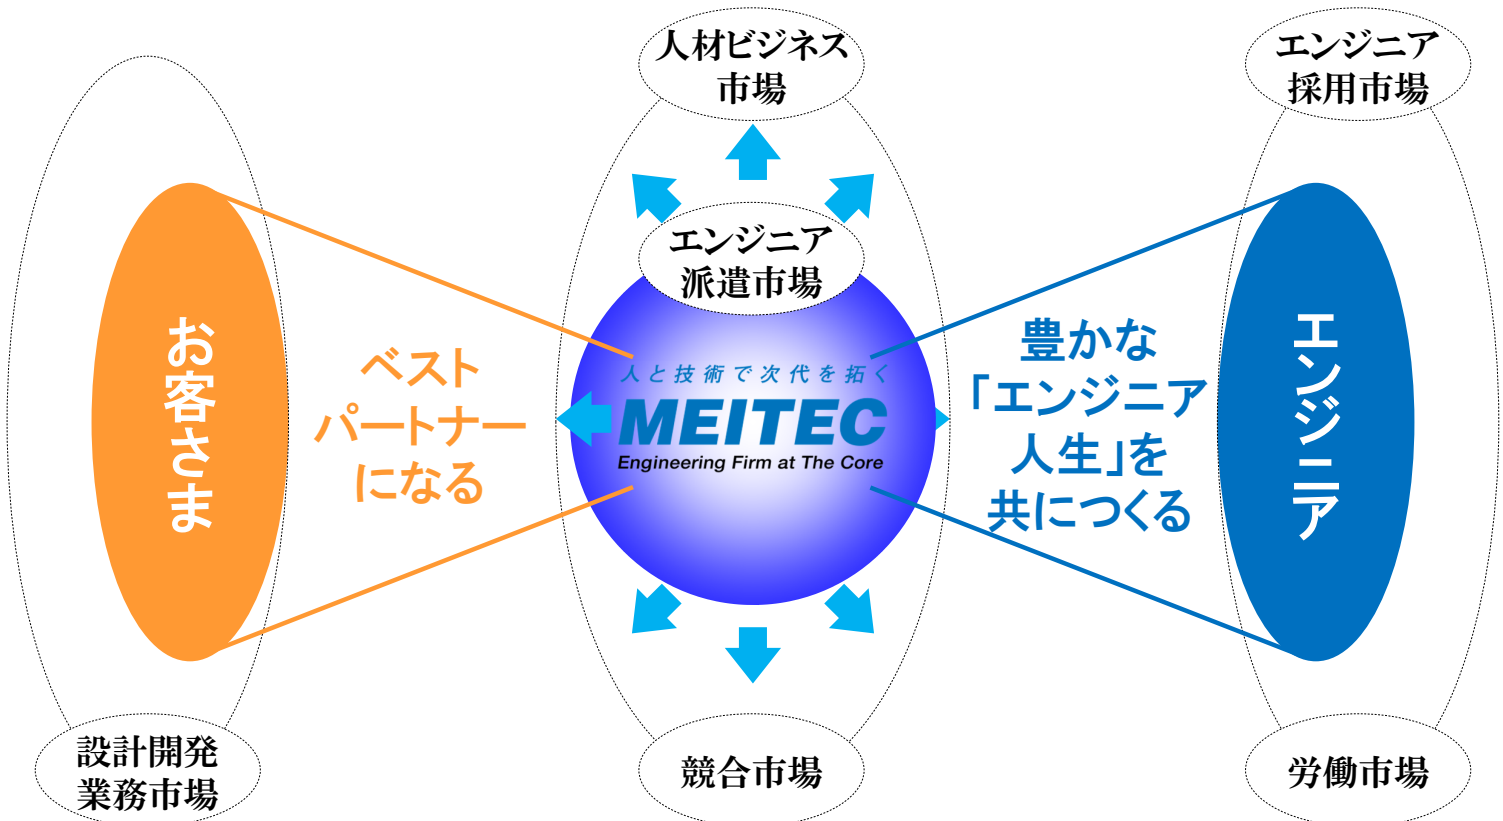 人材ビジネス
市場
エンジニア
採用市場
エンジニア
派遣市場
お客さま
ベスト
パートナー
になる
人と技術で次代を拓く
MEITEC
Engineering Firm at The Core
豊かな
「エンジニア
人生」を
共につくる
エンジニア
設計開発
業務市場
競合市場
労働市場